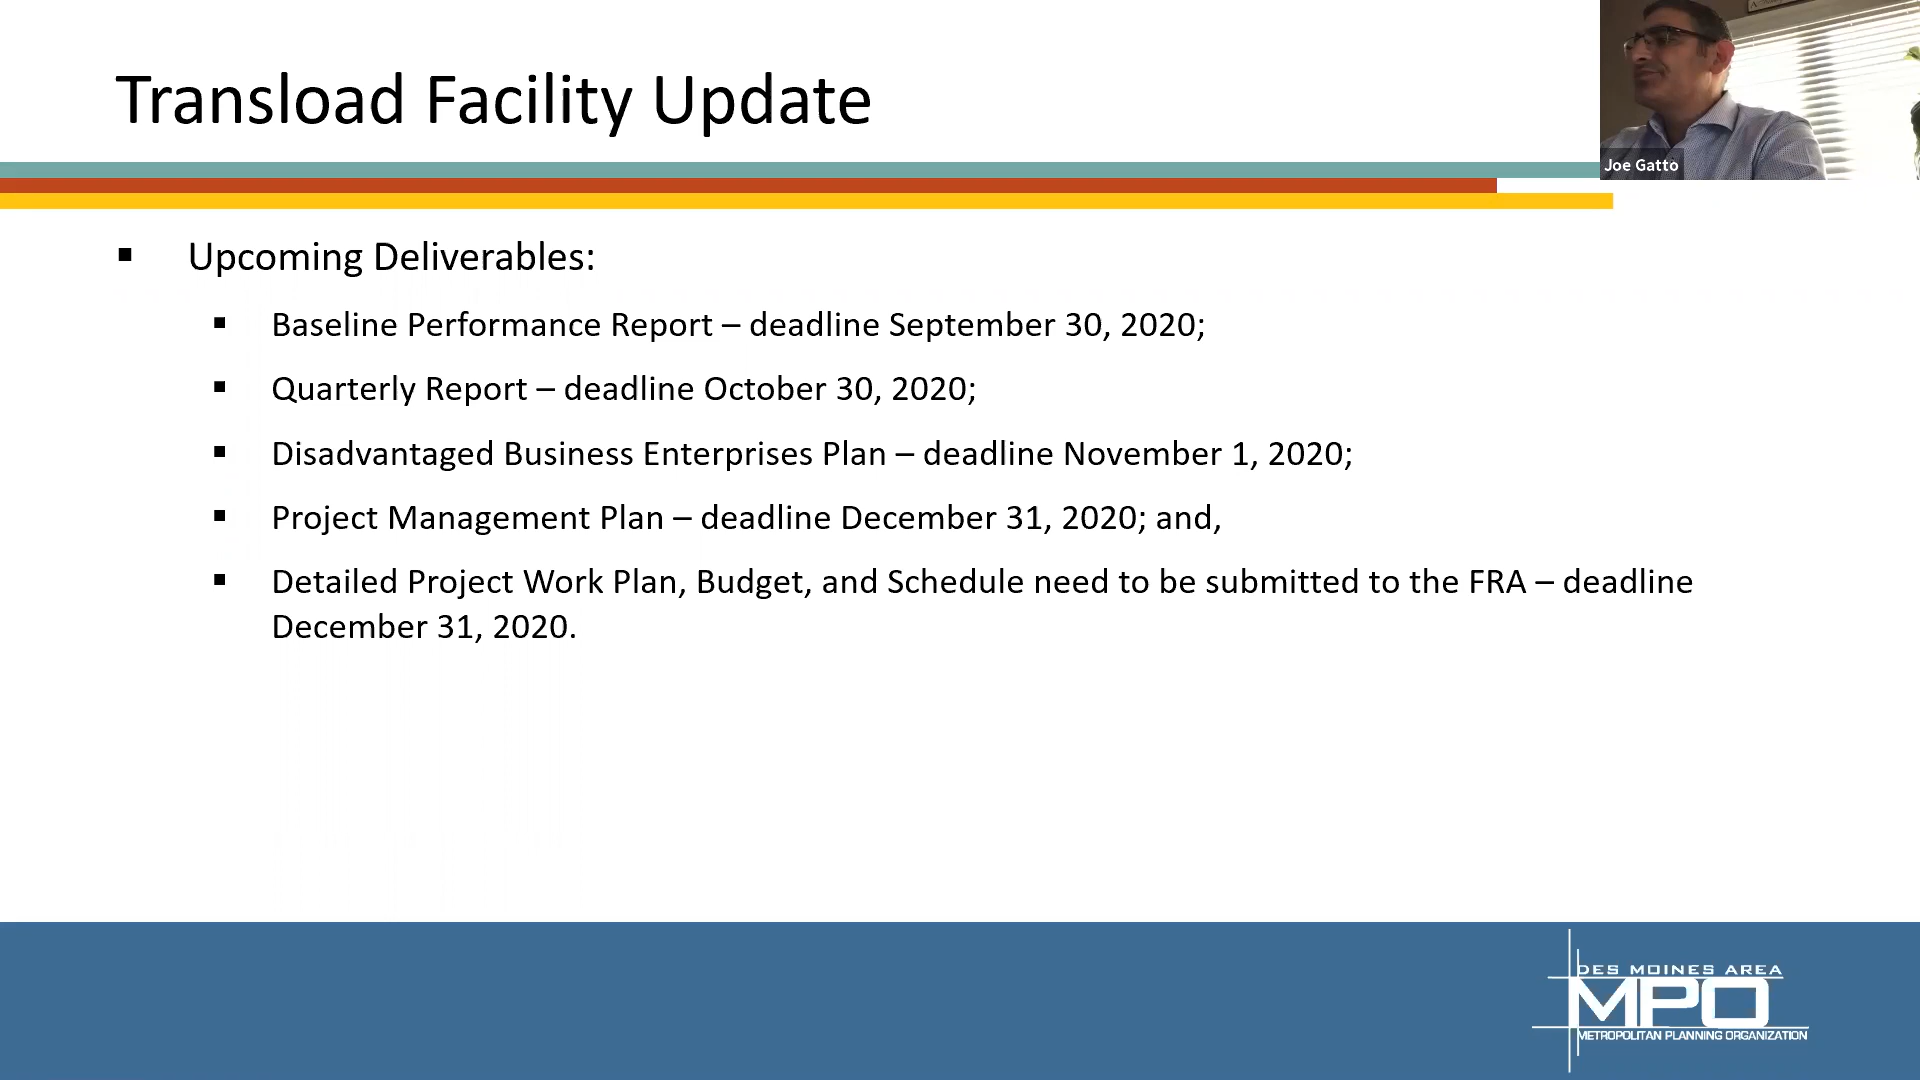 Transload Facility Update
Joe Gatto
▪ Upcoming Deliverables:
▪ Baseline Performance Report – deadline September 30, 2020;
▪ Quarterly Report – deadline October 30, 2020;
▪ Disadvantaged Business Enterprises Plan – deadline November 1, 2020;
▪ Project Management Plan – deadline December 31, 2020; and,
▪ Detailed Project Work Plan, Budget, and Schedule need to be submitted to the FRA – deadline
December 31, 2020.
DES MOINES AREA
MPO
METROPOLITAN PLANNING ORGANIZATION